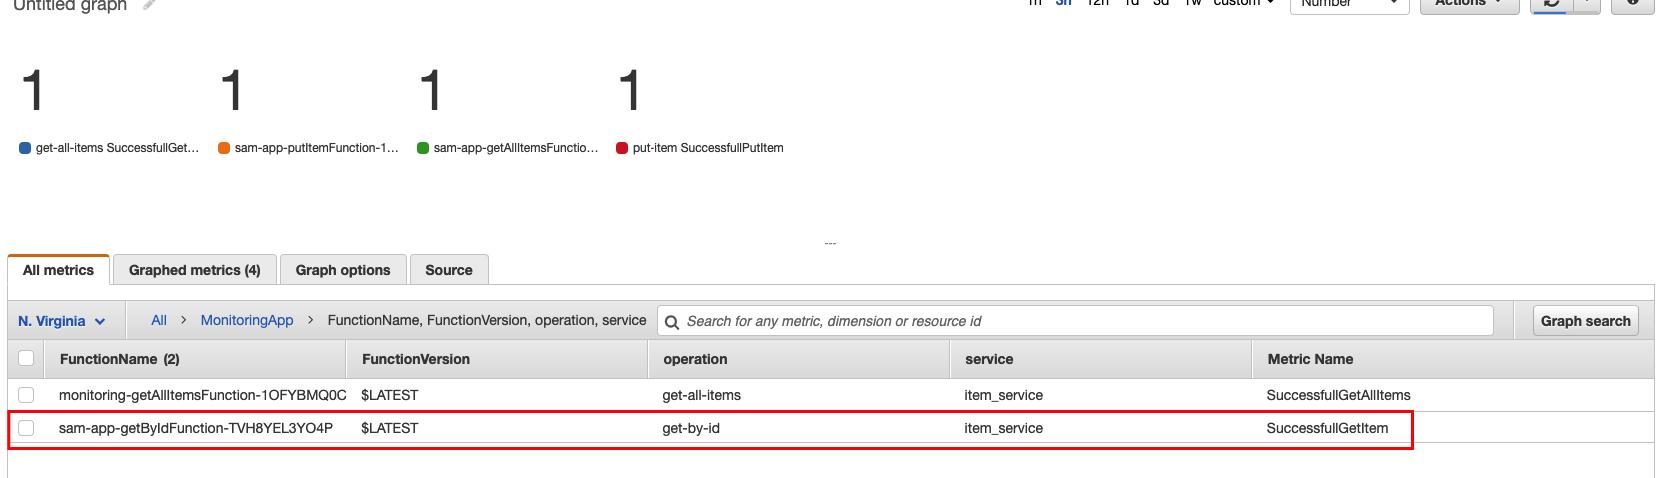 Untitled graph
1h 3h 12h 1d 3d 1w custom Number Actions
1 1 1 1
get-all-items SuccessfullGet... sam-app-putItemFunction-1... sam-app-getAllItemsFunctio... put-item SuccessfullPutItem
All metrics Graphed metrics (4) Graph options Source
N. Virginia All > MonitoringApp > FunctionName, FunctionVersion, operation, service Search for any metric, dimension or resource id Graph search
FunctionName (2) FunctionVersion operation service Metric Name
monitoring-getAllItemsFunction-1OFYBMQ0C $LATEST get-all-items item_service SuccessfullGetAllItems
sam-app-getByIdFunction-TVH8YEL3YO4P $LATEST get-by-id item_service SuccessfullGetItem